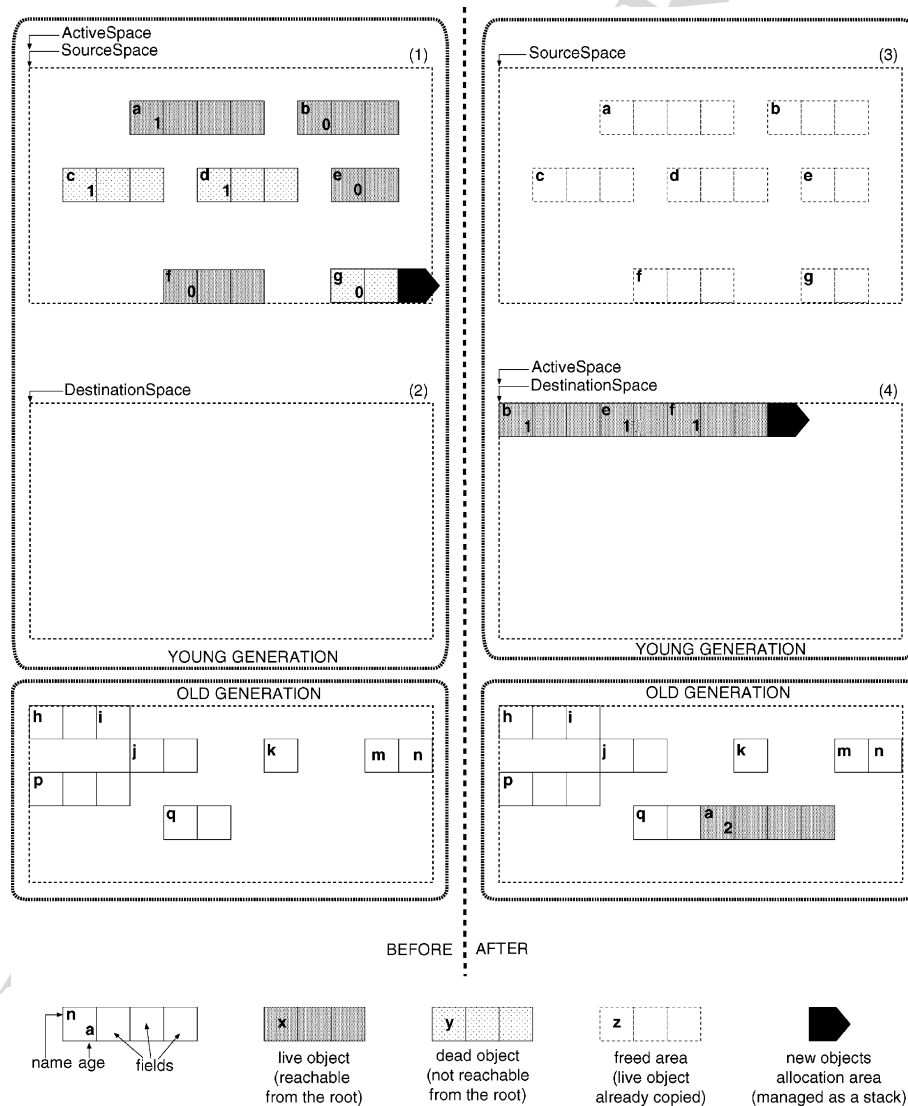 ActiveSpace
SourceSpace
(1)
a
1
b
0
c
1
d
1
e
0
f
0
g
0
DestinationSpace
(2)
YOUNG GENERATION
OLD GENERATION
h
i
j
k
m
n
p
q
SourceSpace
(3)
a
b
c
d
e
f
g
ActiveSpace
DestinationSpace
(4)
b
1
e
1
f
1
YOUNG GENERATION
OLD GENERATION
h
i
j
k
m
n
p
q
a
2
BEFORE
AFTER
n
a
name age
fields
x
live object
(reachable
from the root)
y
dead object
(not reachable
from the root)
z
freed area
(live object
already copied)
new objects
allocation area
(managed as a stack)